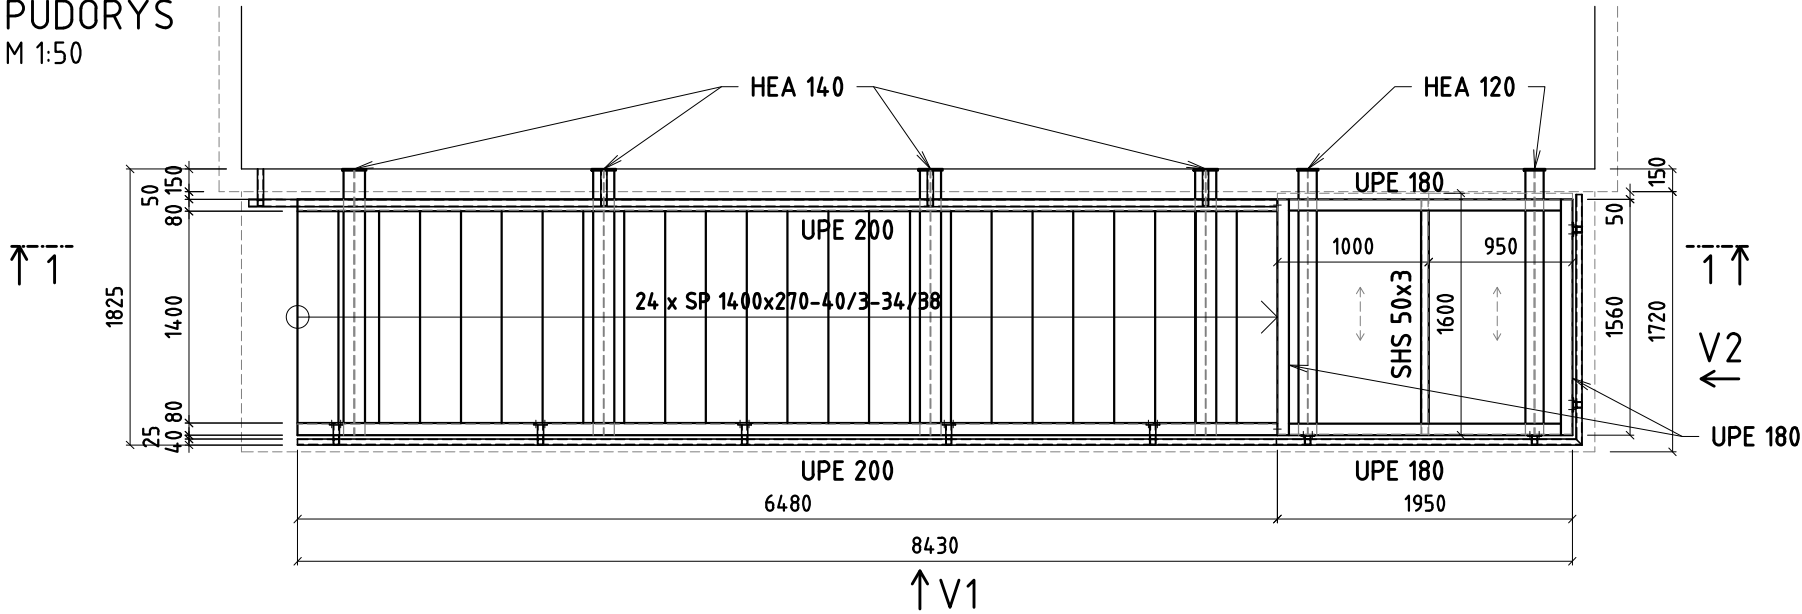 PUDORYS
M 1:50
HEA 140
HEA 120
150
50
80
1400
1825
80
25
40
UPE 200
24 x SP 1400x270-40/3-34/38
UPE 180
1000
950
SHS 50x3
1600
150
50
1560
1720
1
1
V2
UPE 180
UPE 200
UPE 180
6480
1950
8430
V1